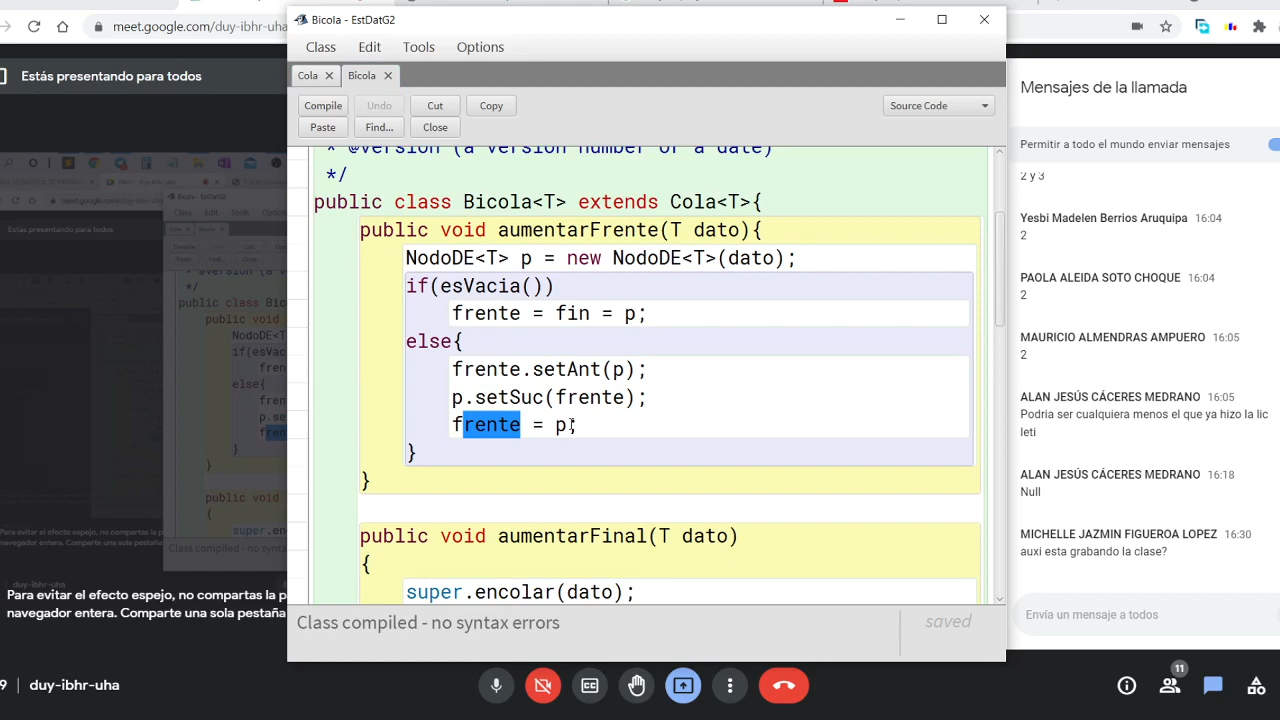 meet.google.com/duy-ibhr-uha
Estás presentando para todos
Bicola - EstDatG2
Class Edit Tools Options
Cola Bicola
Compile Undo Cut Copy
Paste Find... Close
Source Code
* @version (a version number or a date)
*/
public class Bicola<T> extends Cola<T>{
public void aumentarFrente(T dato){
NodoDE<T> p = new NodoDE<T>(dato);
if(esVacia())
frente = fin = p;
else{
frente.setAnt(p);
p.setSuc(frente);
frente = p;
}
}
public void aumentarFinal(T dato)
{
super.encolar(dato);
Class compiled - no syntax errors
saved
Mensajes de la llamada
Permitir a todo el mundo enviar mensajes
2 y 3
Yesbi Madelen Berrios Aruquipa 16:04
2
PAOLA ALEIDA SOTO CHOQUE 16:04
2
MAURICIO ALMENDRAS AMPUERO 16:05
2
ALAN JESÚS CÁCERES MEDRANO 16:05
Podria ser cualquiera menos el que ya hizo la lic
leti
ALAN JESÚS CÁCERES MEDRANO 16:18
Null
MICHELLE JAZMIN FIGUEROA LOPEZ 16:30
auxi esta grabando la clase?
Envía un mensaje a todos
Para evitar el efecto espejo, no compartas la p
navegador entera. Comparte una sola pestaña
9 duy-ibhr-uha
11